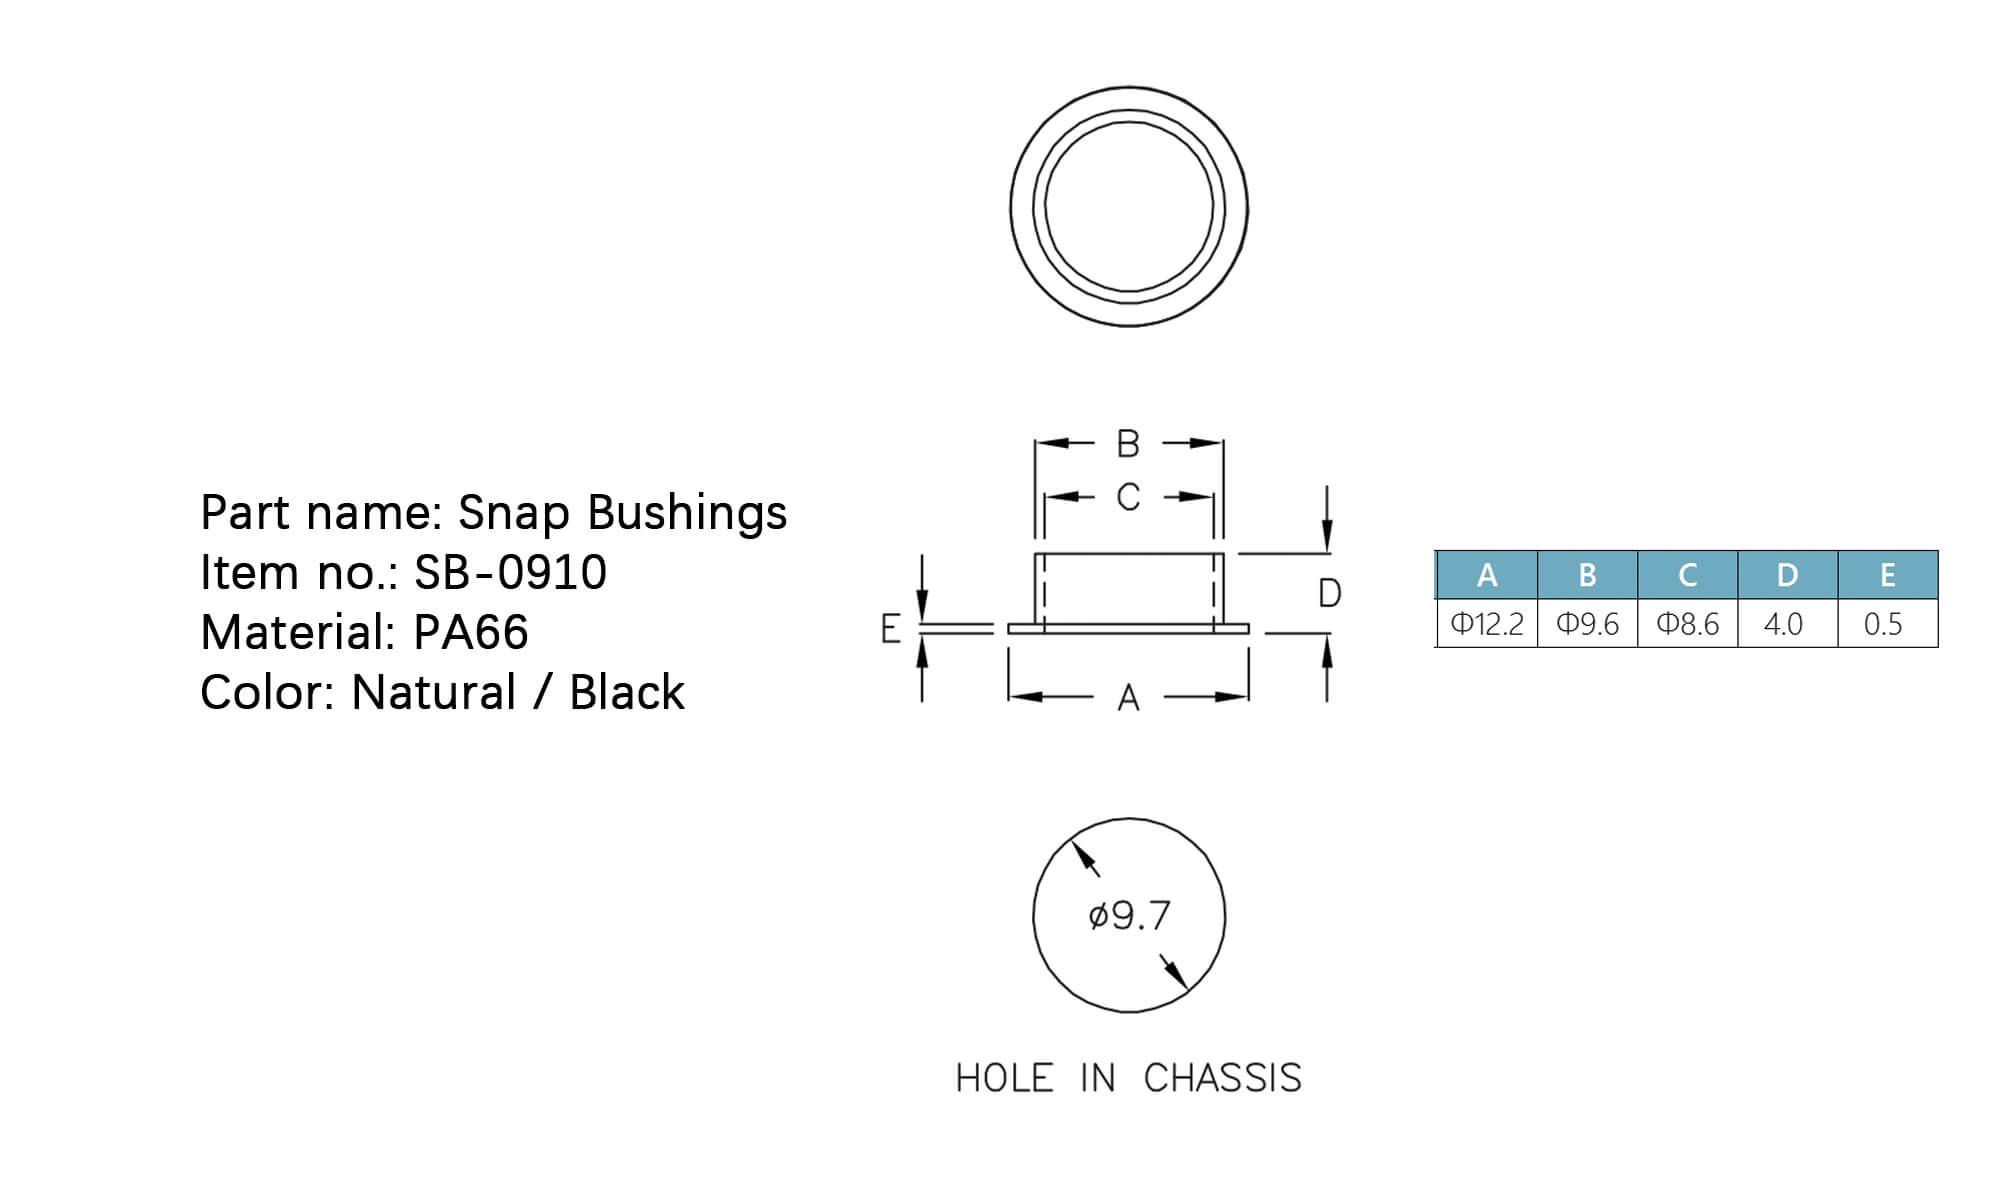 Part name: Snap Bushings
Item no.: SB-0910
Material: PA66
Color: Natural / Black
B
C
D
E
A
A B C D E
Φ12.2 Φ9.6 Φ8.6 4.0 0.5
ϕ9.7
HOLE IN CHASSIS